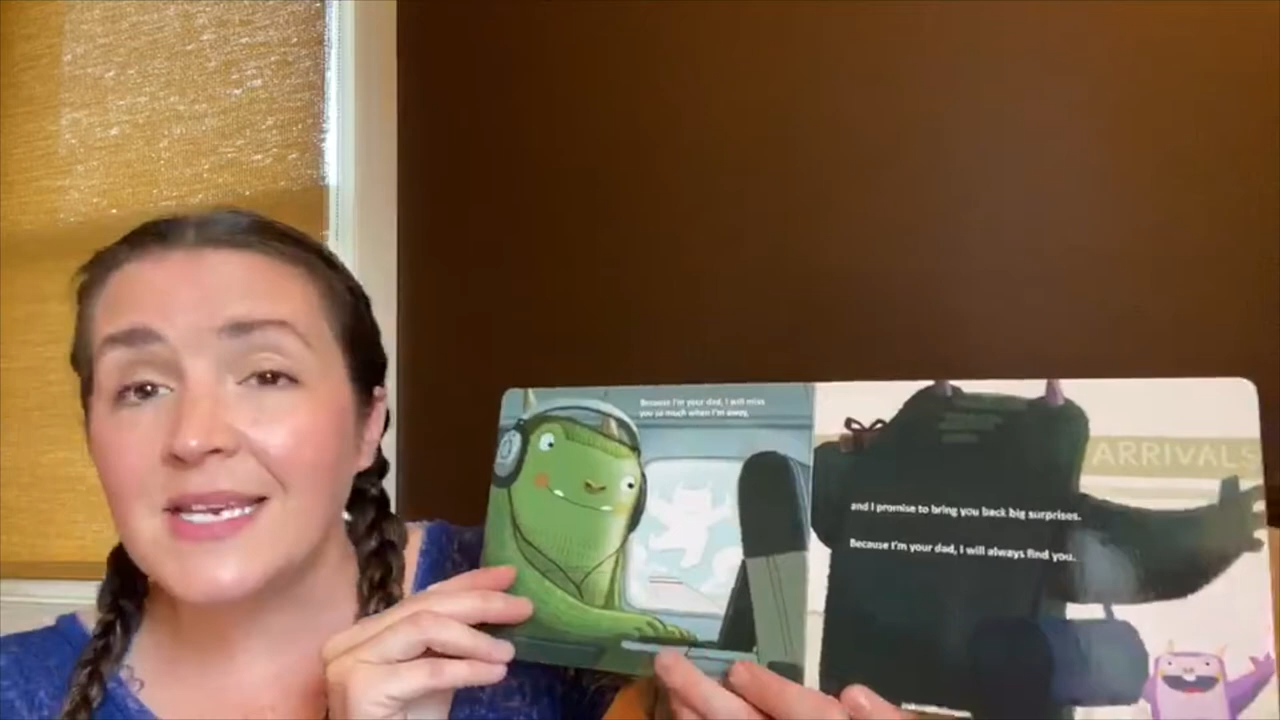 Because I'm your dad, I will miss
you so much when I'm away,
and I promise to bring you back big surprises.
Because I'm your dad, I will always find you.
ARRIVALS